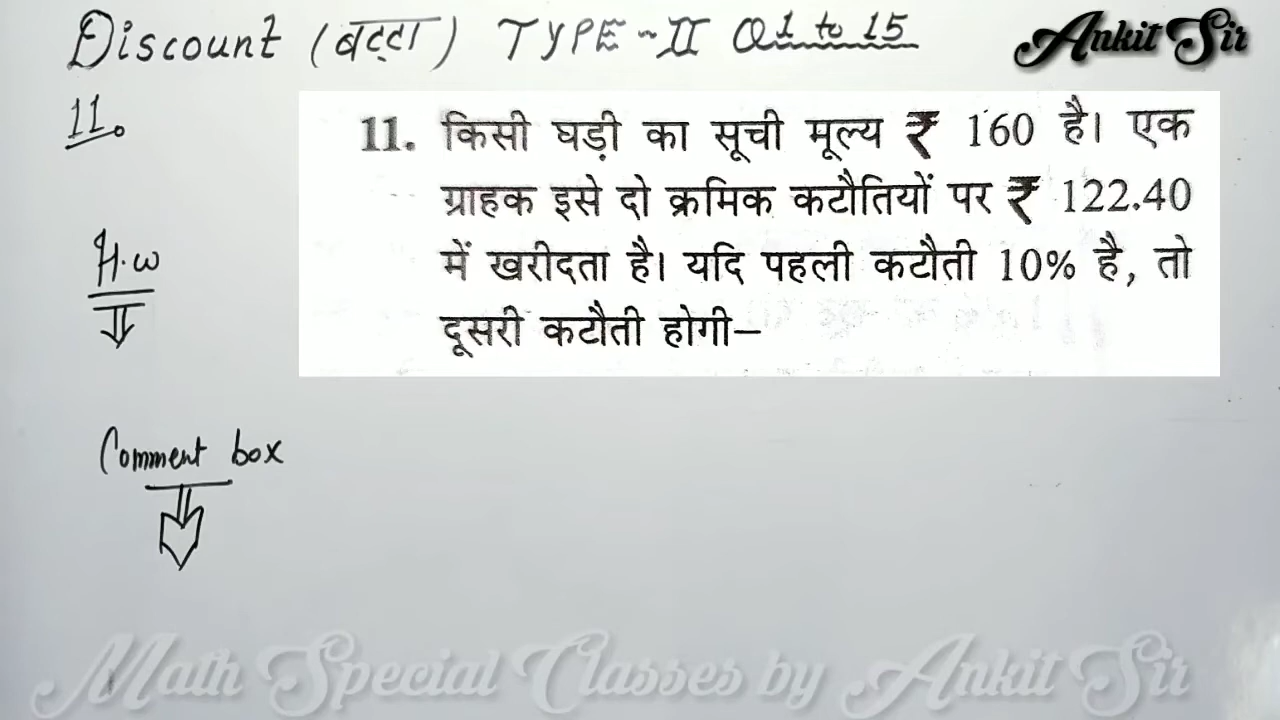 Discount (बट्टा) TYPE-II Q 1 to 15
Ankit Sir
11.
11. किसी घड़ी का सूची मूल्य ₹ 160 है। एक
ग्राहक इसे दो क्रमिक कटौतियों पर ₹ 122.40
में खरीदता है। यदि पहली कटौती 10% है, तो
दूसरी कटौती होगी–
H.w
Comment box
Math Special Classes by Ankit Sir